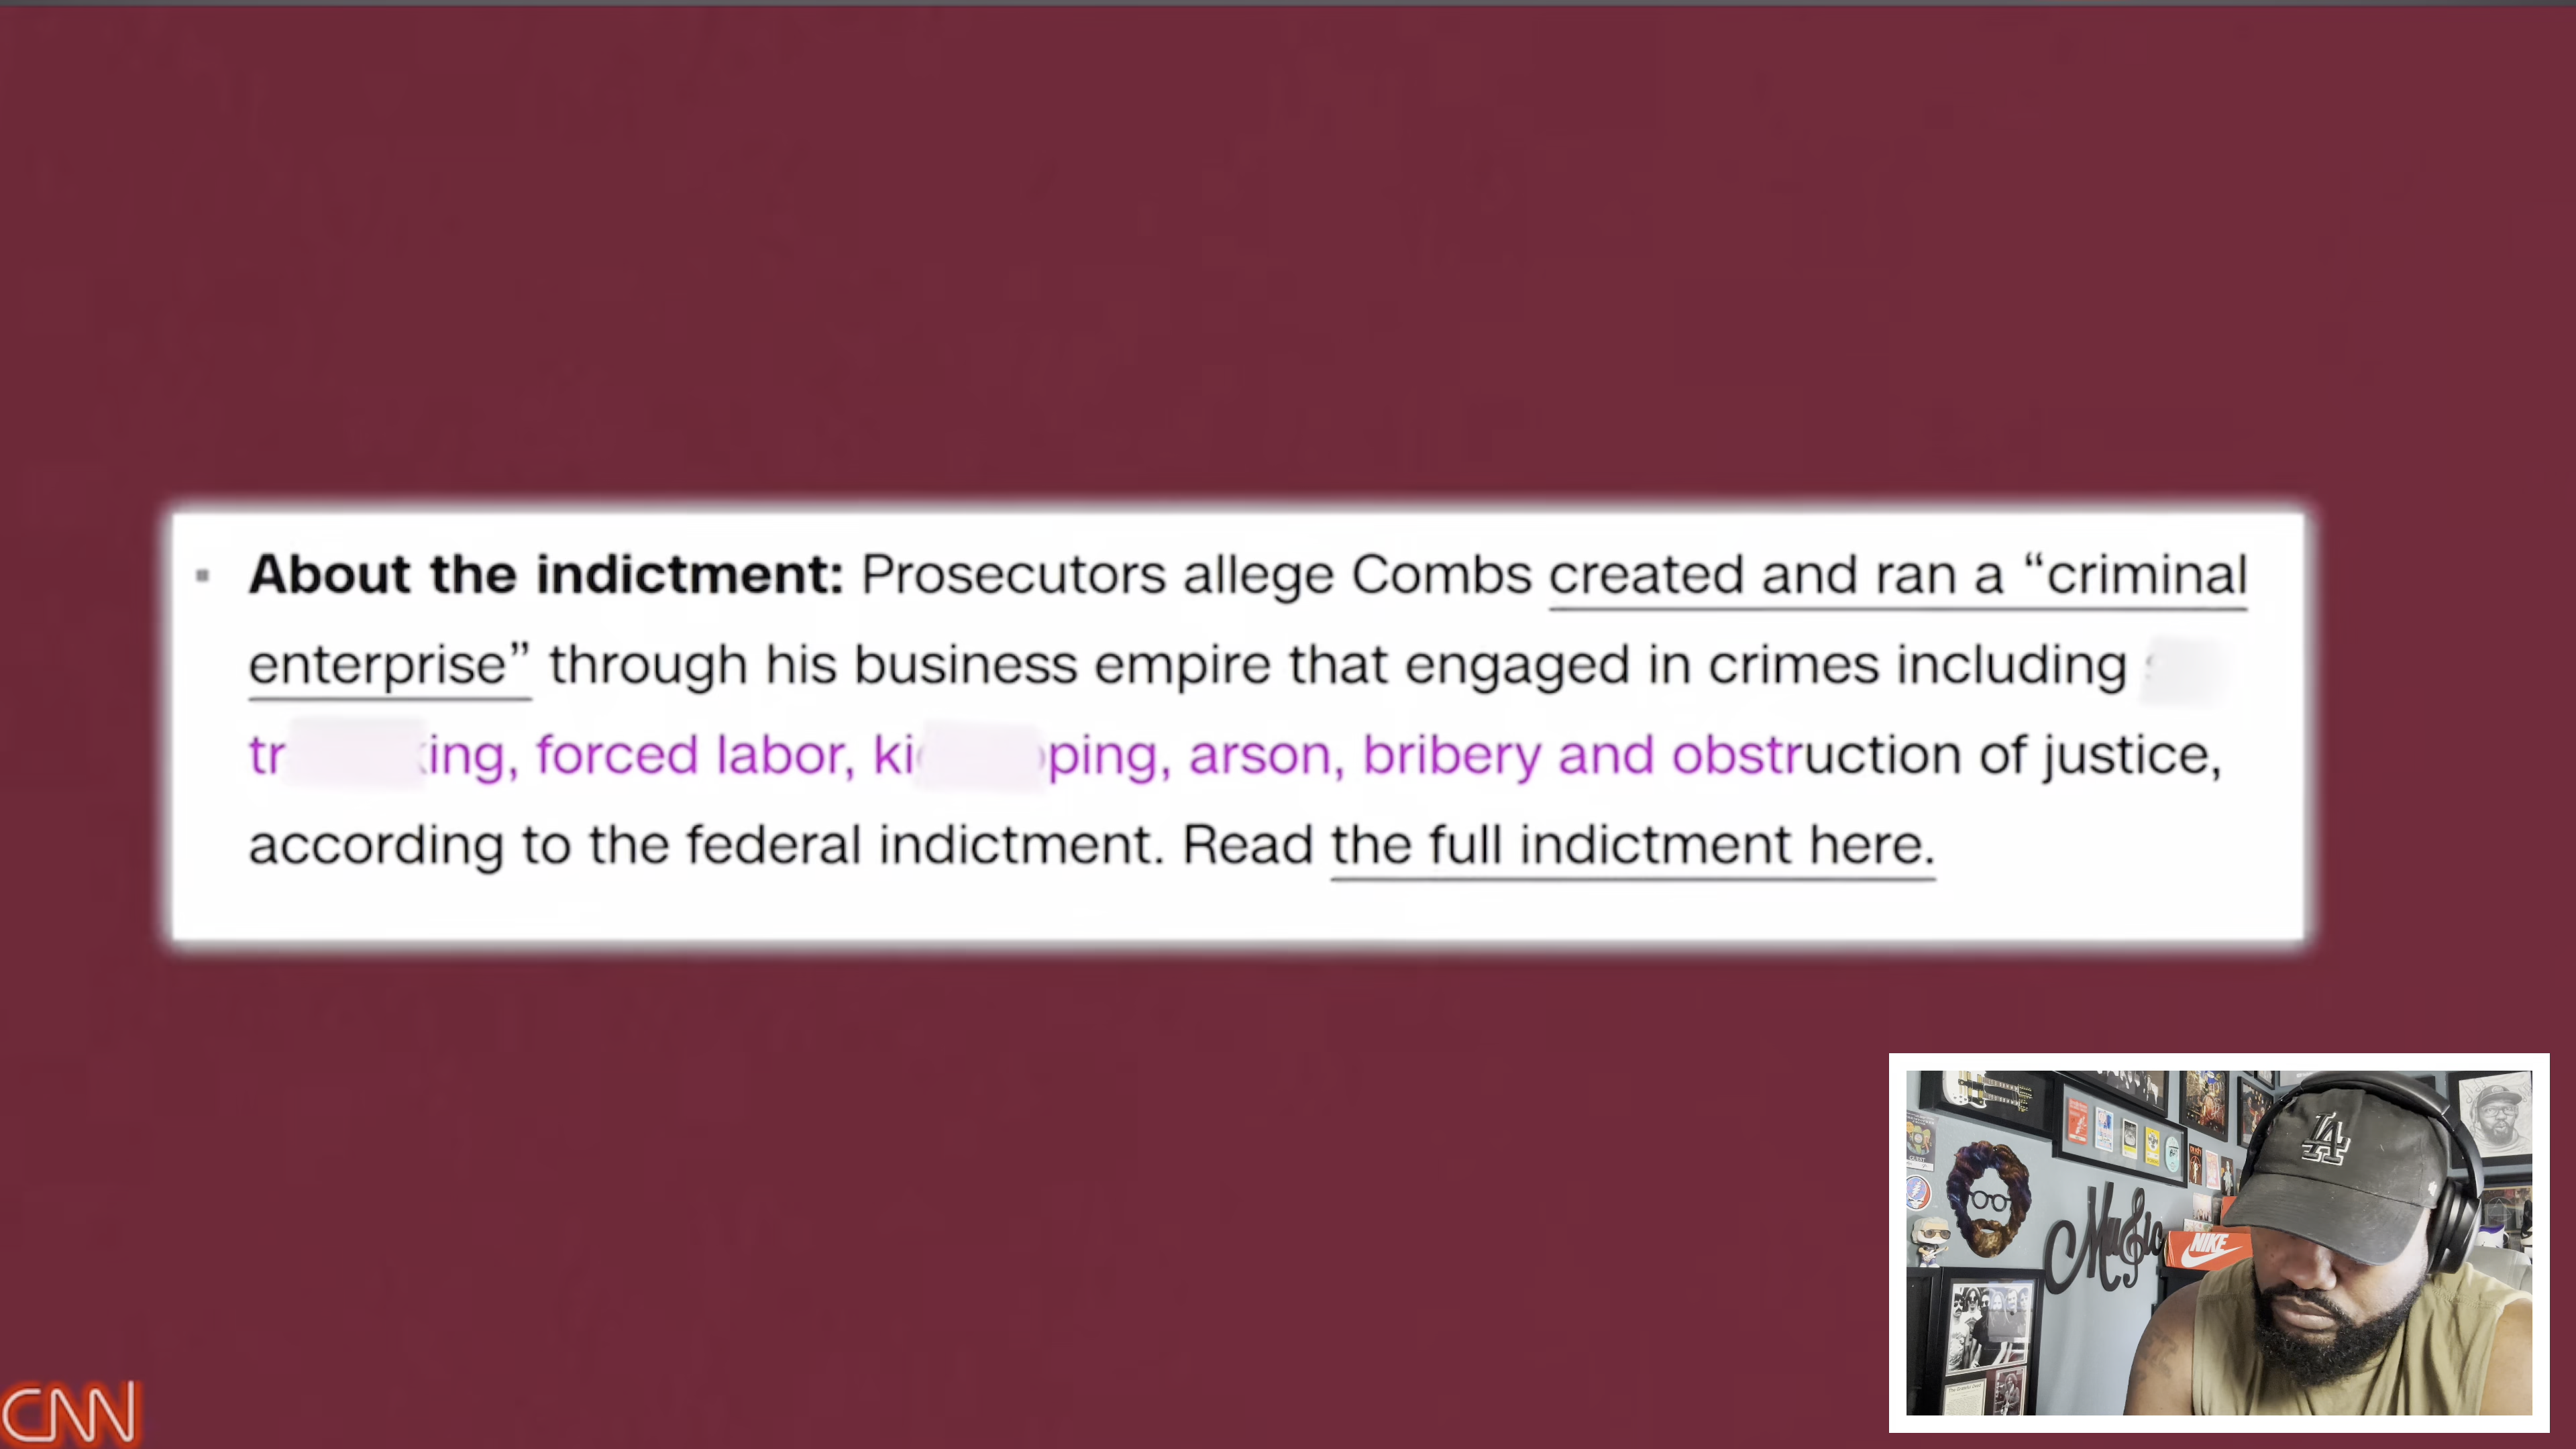 ▪ About the indictment: Prosecutors allege Combs created and ran a “criminal
enterprise” through his business empire that engaged in crimes including
forced labor, arson, bribery and obstruction of justice,
according to the federal indictment. Read the full indictment here.
CNN
LA
Music
NIKE